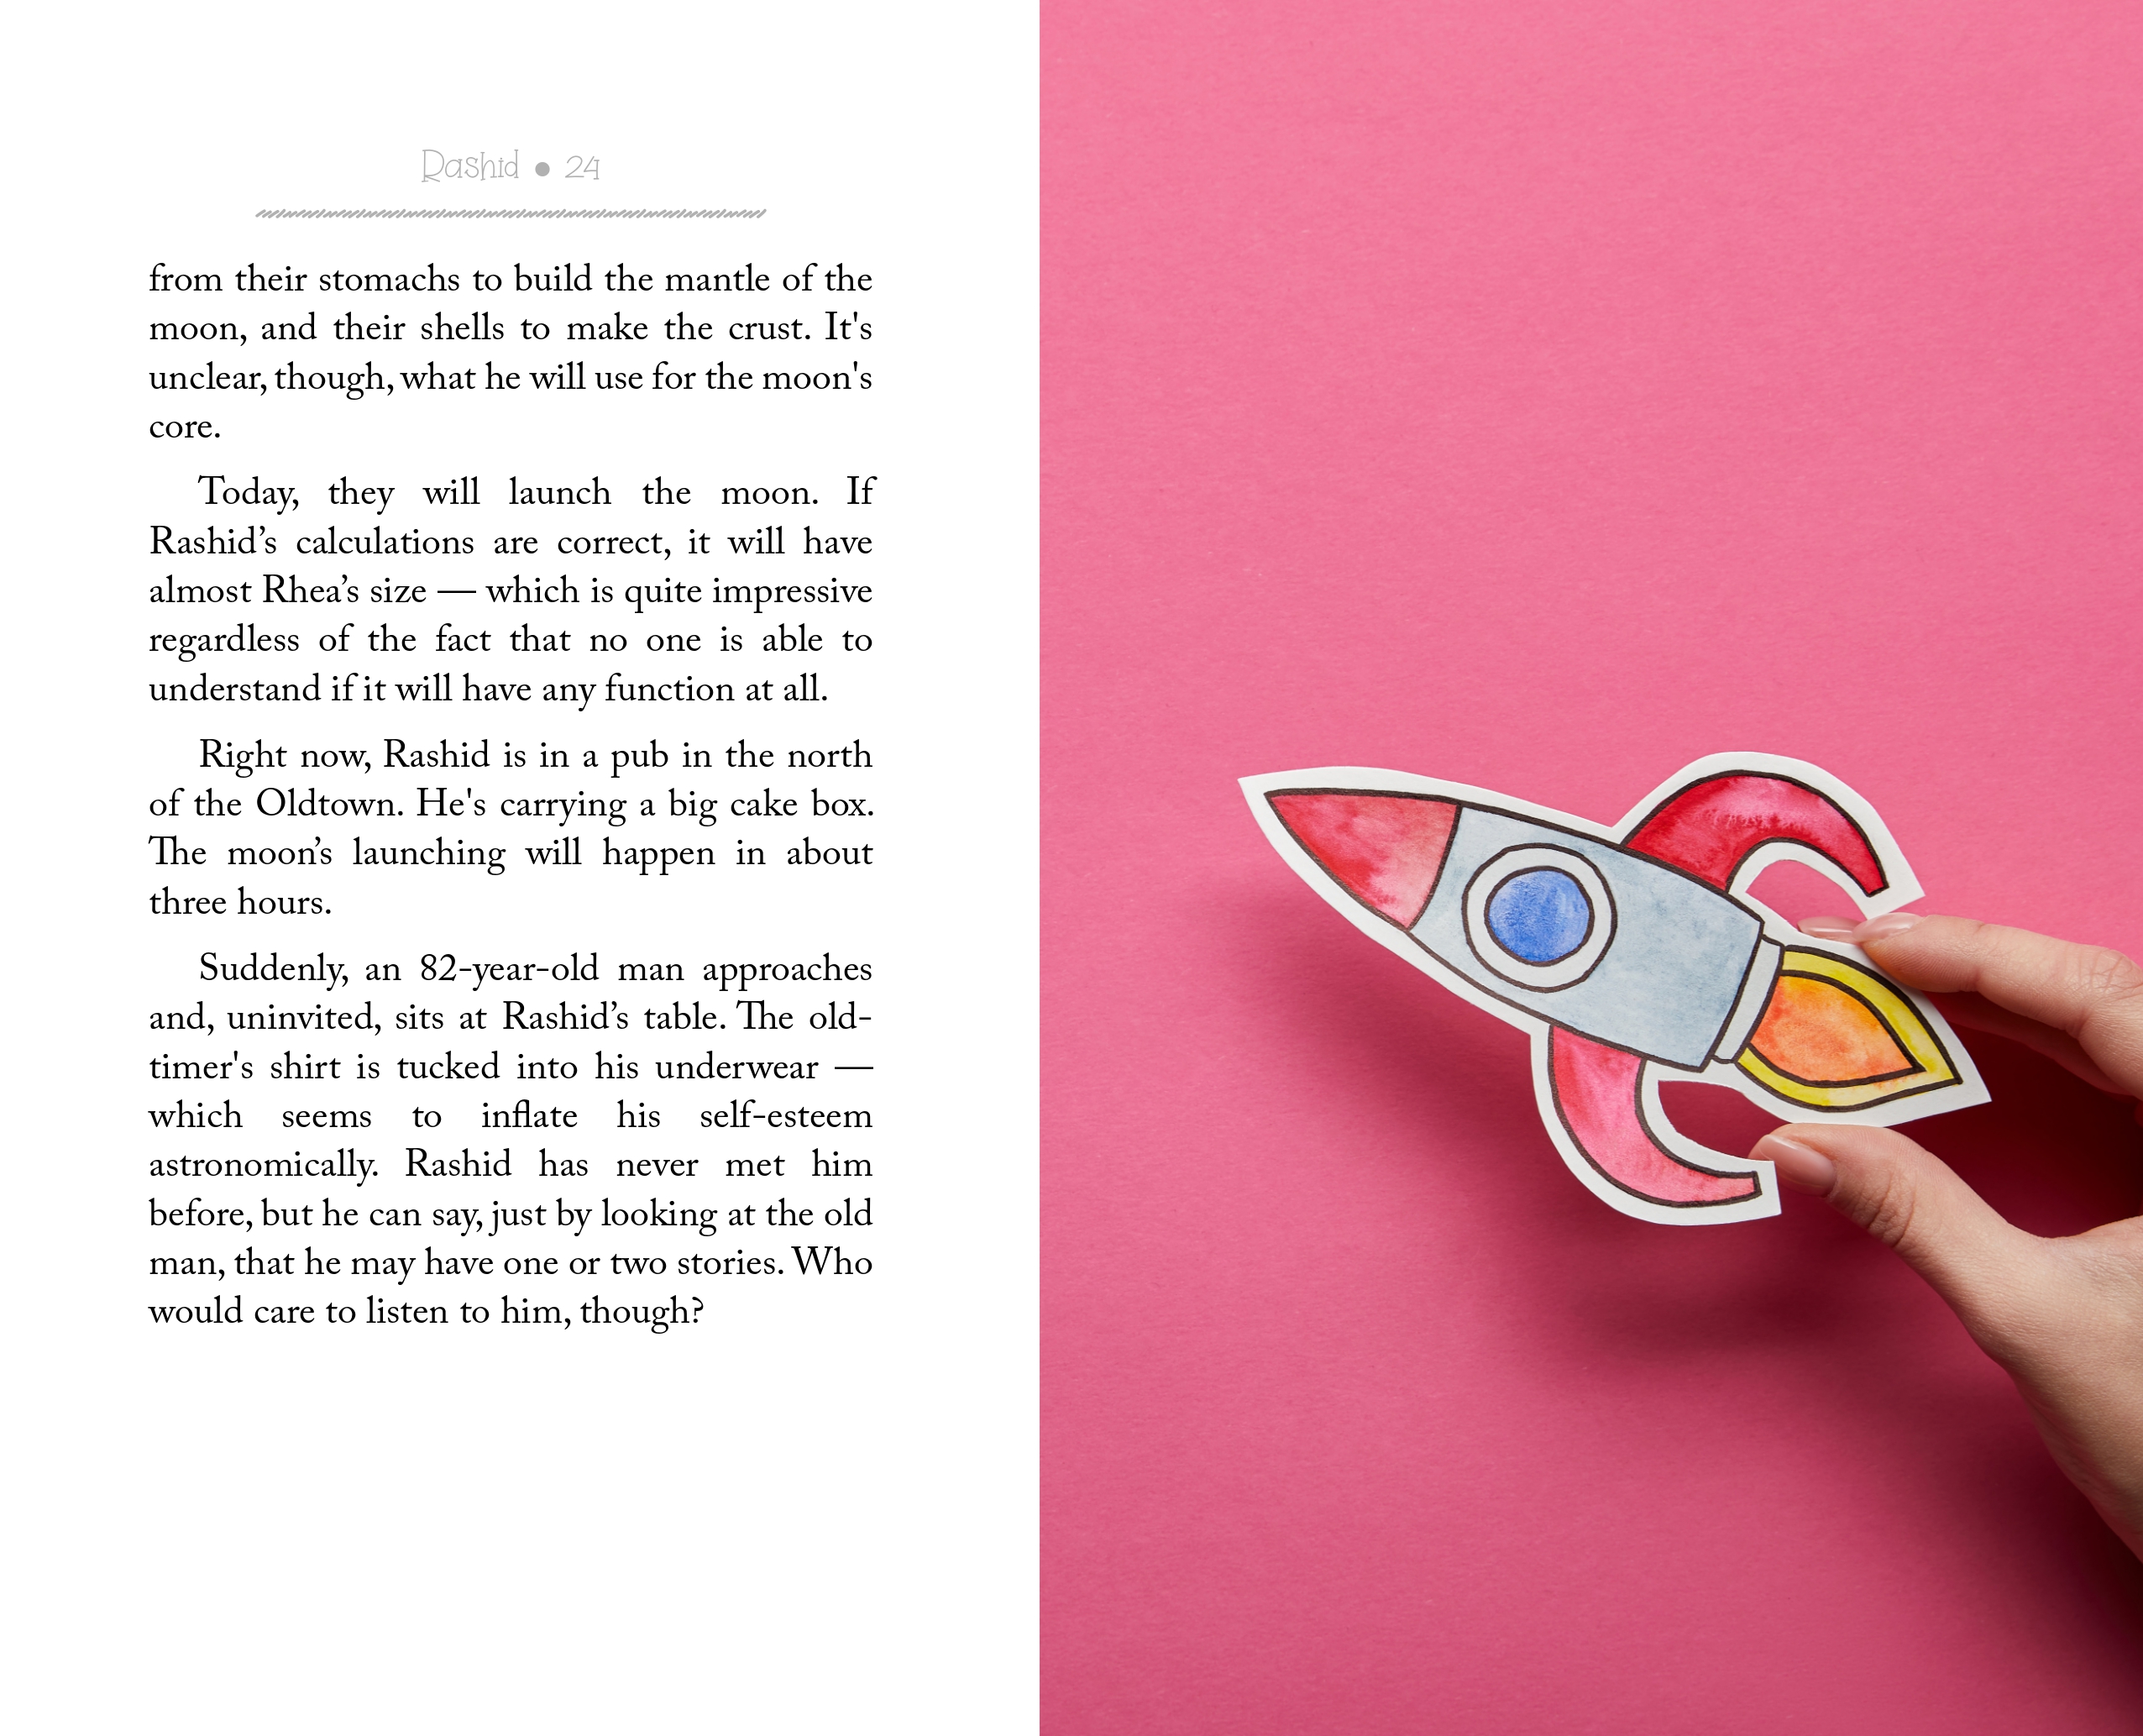 Rashid ● 24
from their stomachs to build the mantle of the
moon, and their shells to make the crust. It's
unclear, though, what he will use for the moon's
core.
Today, they will launch the moon. If
Rashid’s calculations are correct, it will have
almost Rhea’s size — which is quite impressive
regardless of the fact that no one is able to
understand if it will have any function at all.
Right now, Rashid is in a pub in the north
of the Oldtown. He's carrying a big cake box.
The moon’s launching will happen in about
three hours.
Suddenly, an 82-year-old man approaches
and, uninvited, sits at Rashid’s table. The old-
timer's shirt is tucked into his underwear —
which seems to inflate his self-esteem
astronomically. Rashid has never met him
before, but he can say, just by looking at the old
man, that he may have one or two stories. Who
would care to listen to him, though?